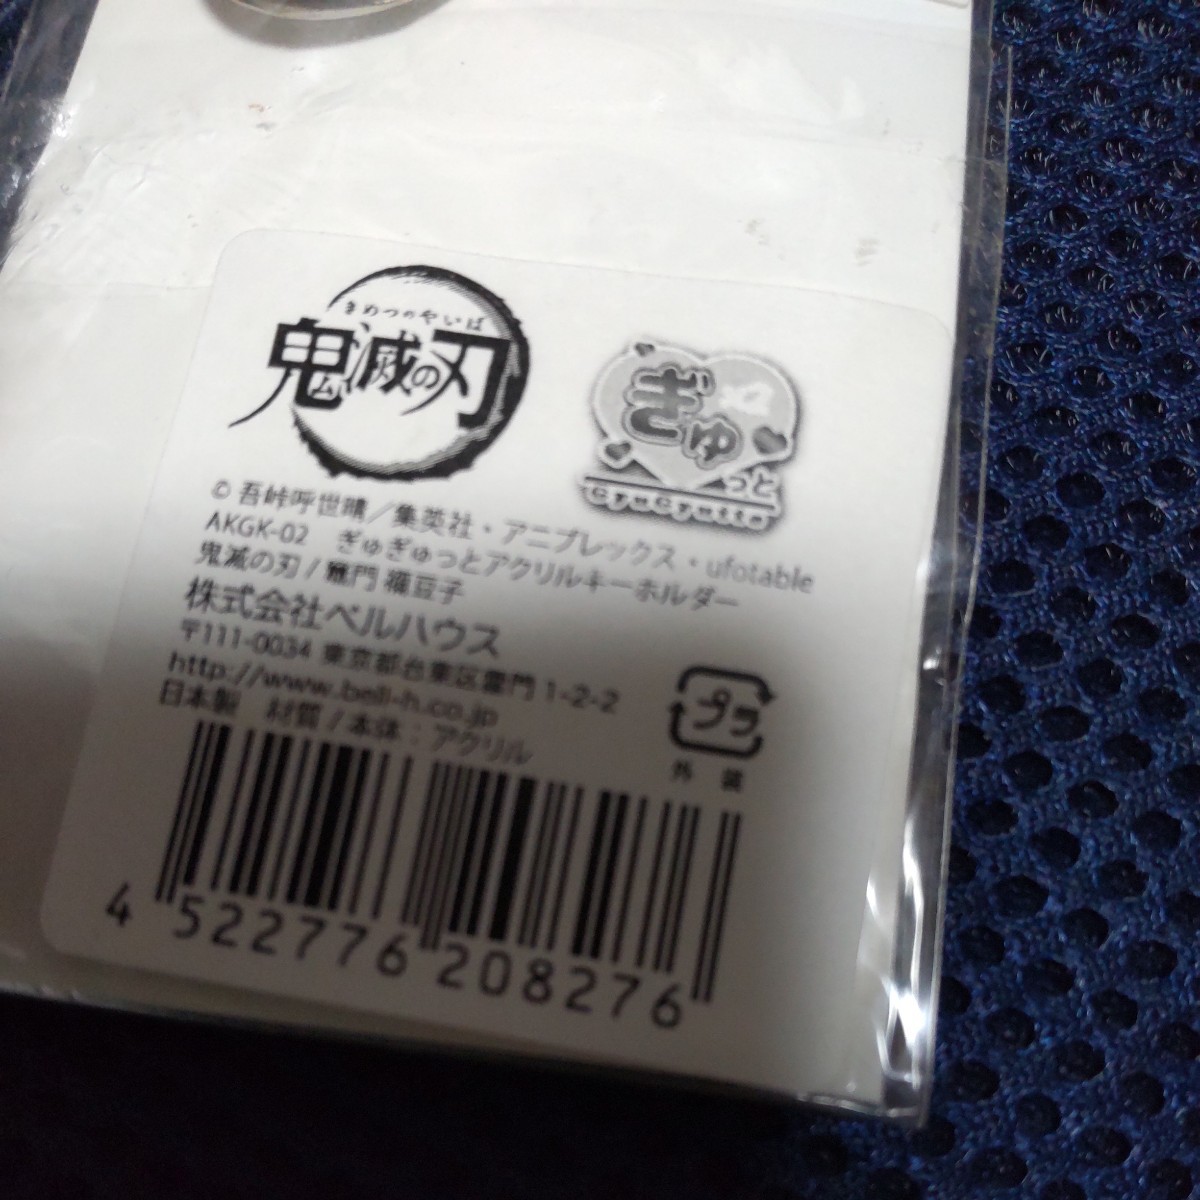 きめつのやいば
鬼滅の刃
ぎゅっと
GyuGyutto
© 吾峠呼世晴／集英社・アニプレックス・ufotable
AKGK-02　ぎゅぎゅっとアクリルキーホルダー
鬼滅の刃 / 竈門 禰豆子
株式会社ベルハウス
〒111-0034 東京都台東区雷門 1-2-2
http://www.bell-h.co.jp
日本製　材質 / 本体：アクリル
プラ
外装
4 522776 208276